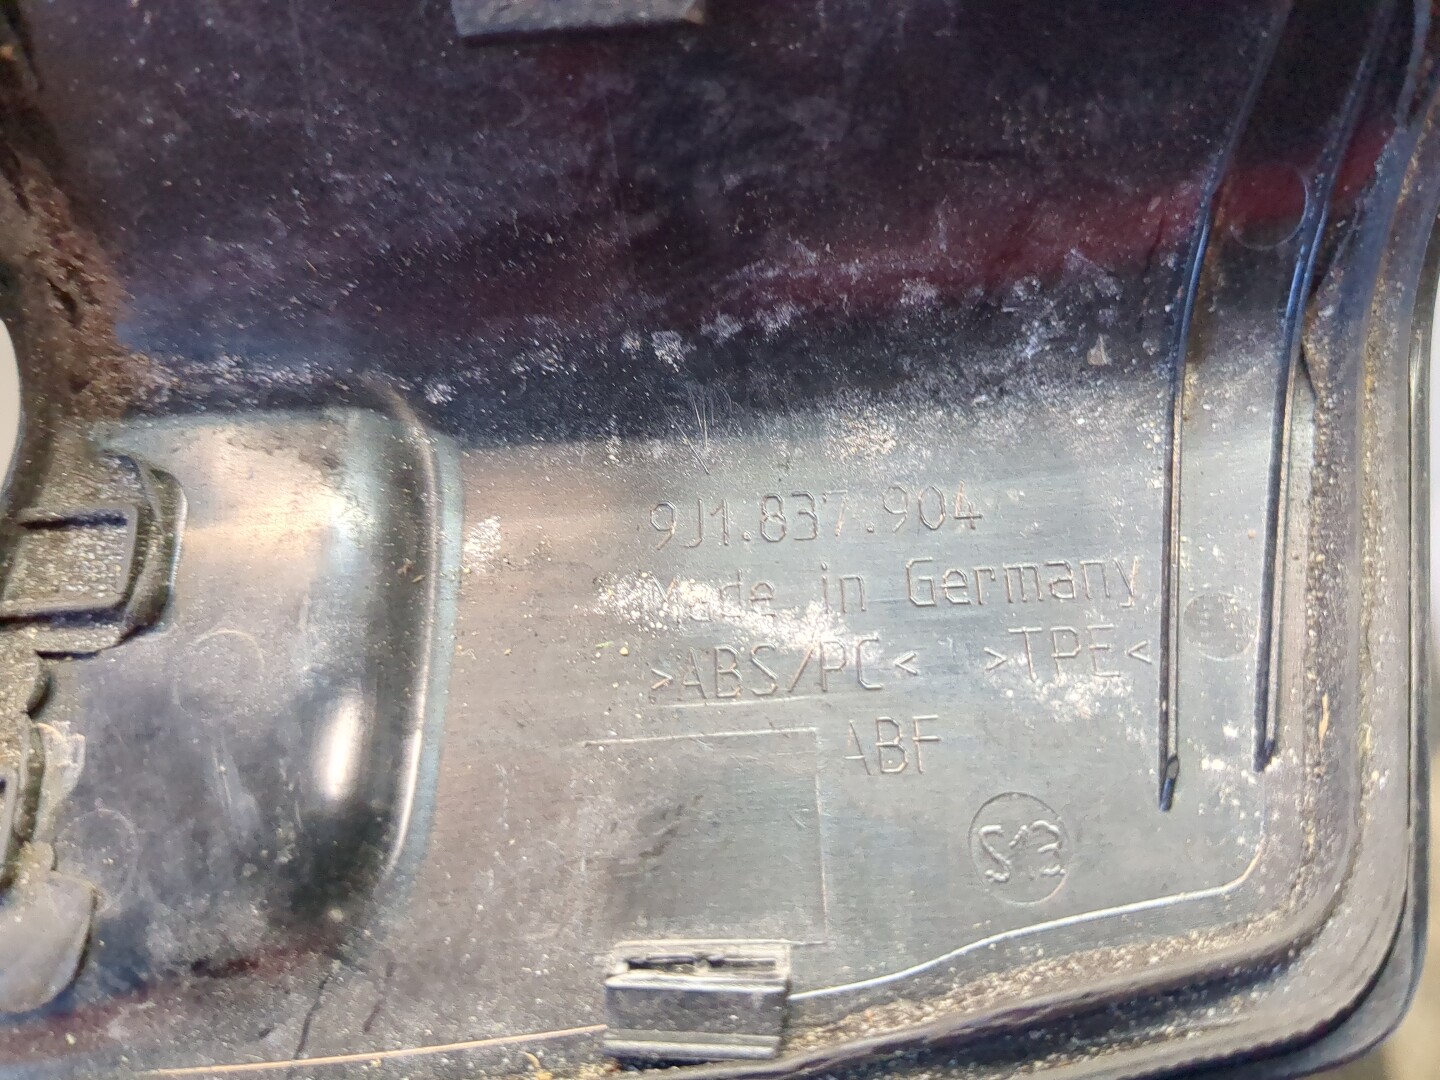 9J1.837.904
Made in Germany
>ABS/PC< >TPE<
ABF
S13